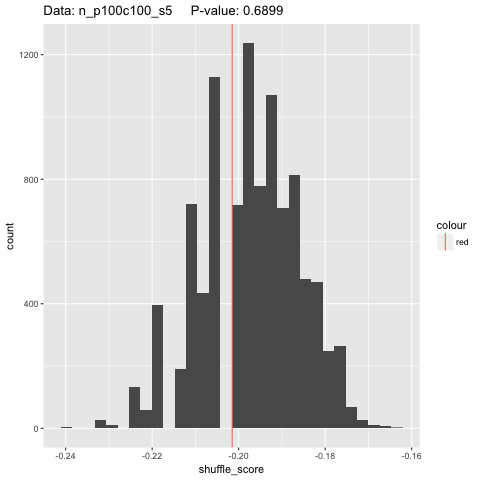 Data: n_p100c100_s5 P-value: 0.6899
1200
800
400
0
count
-0.24 -0.22 -0.20 -0.18 -0.16
shuffle_score
colour
red